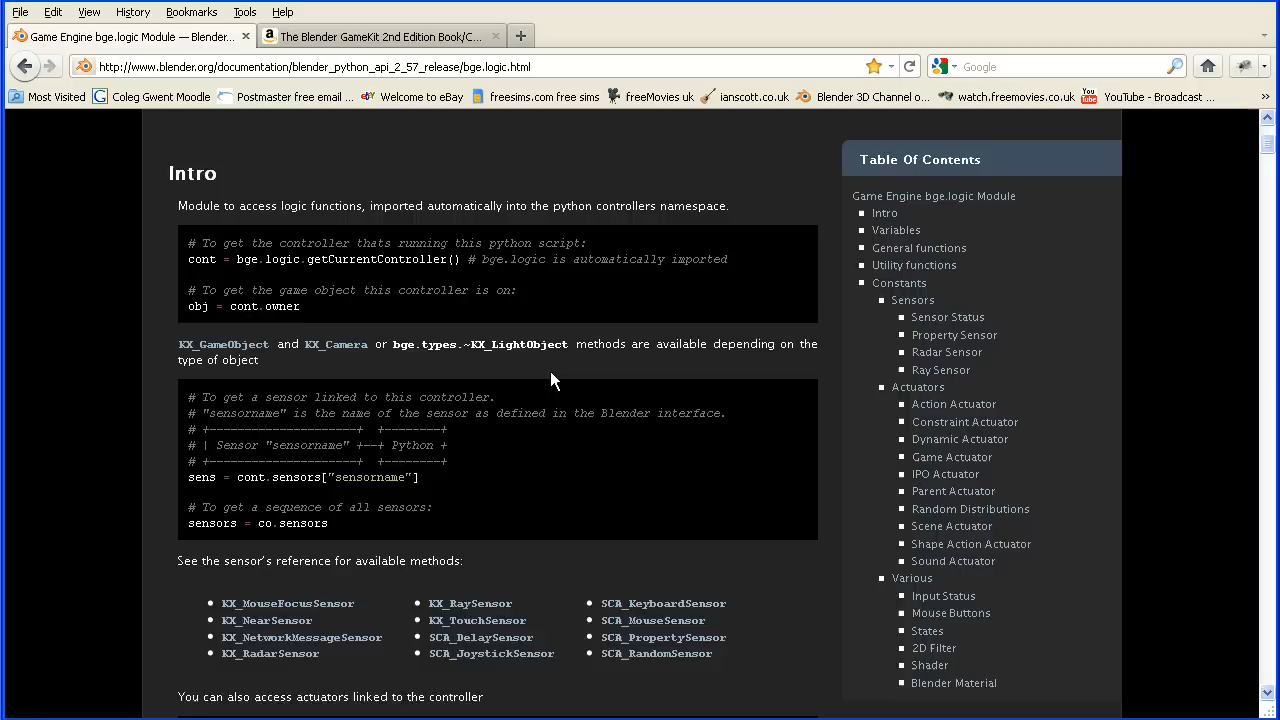 File Edit View History Bookmarks Tools Help
Game Engine bge.logic Module — Blender... The Blender GameKit 2nd Edition Book/C...
http://www.blender.org/documentation/blender_python_api_2_57_release/bge.logic.html Google
Most Visited Coleg Gwent Moodle Postmaster free email ... Welcome to eBay freesims.com free sims freeMovies uk ianscott.co.uk Blender 3D Channel o... watch.freemovies.co.uk You Tube YouTube - Broadcast ... »
Intro
Module to access logic functions, imported automatically into the python controllers namespace.
# To get the controller thats running this python script:
cont = bge.logic.getCurrentController() # bge.logic is automatically imported
# To get the game object this controller is on:
obj = cont.owner
KX_GameObject and KX_Camera or bge.types.~KX_LightObject methods are available depending on the
type of object
# To get a sensor linked to this controller.
# "sensorname" is the name of the sensor as defined in the Blender interface.
# +---------------------+ +--------+
# | Sensor "sensorname" +--+ Python +
# +---------------------+ +--------+
sens = cont.sensors["sensorname"]
# To get a sequence of all sensors:
sensors = co.sensors
See the sensor's reference for available methods:
KX_MouseFocusSensor
KX_NearSensor
KX_NetworkMessageSensor
KX_RadarSensor
KX_RaySensor
KX_TouchSensor
SCA_DelaySensor
SCA_JoystickSensor
SCA_KeyboardSensor
SCA_MouseSensor
SCA_PropertySensor
SCA_RandomSensor
You can also access actuators linked to the controller
Table Of Contents
Game Engine bge.logic Module
Intro
Variables
General functions
Utility functions
Constants
Sensors
Sensor Status
Property Sensor
Radar Sensor
Ray Sensor
Actuators
Action Actuator
Constraint Actuator
Dynamic Actuator
Game Actuator
IPO Actuator
Parent Actuator
Random Distributions
Scene Actuator
Shape Action Actuator
Sound Actuator
Various
Input Status
Mouse Buttons
States
2D Filter
Shader
Blender Material